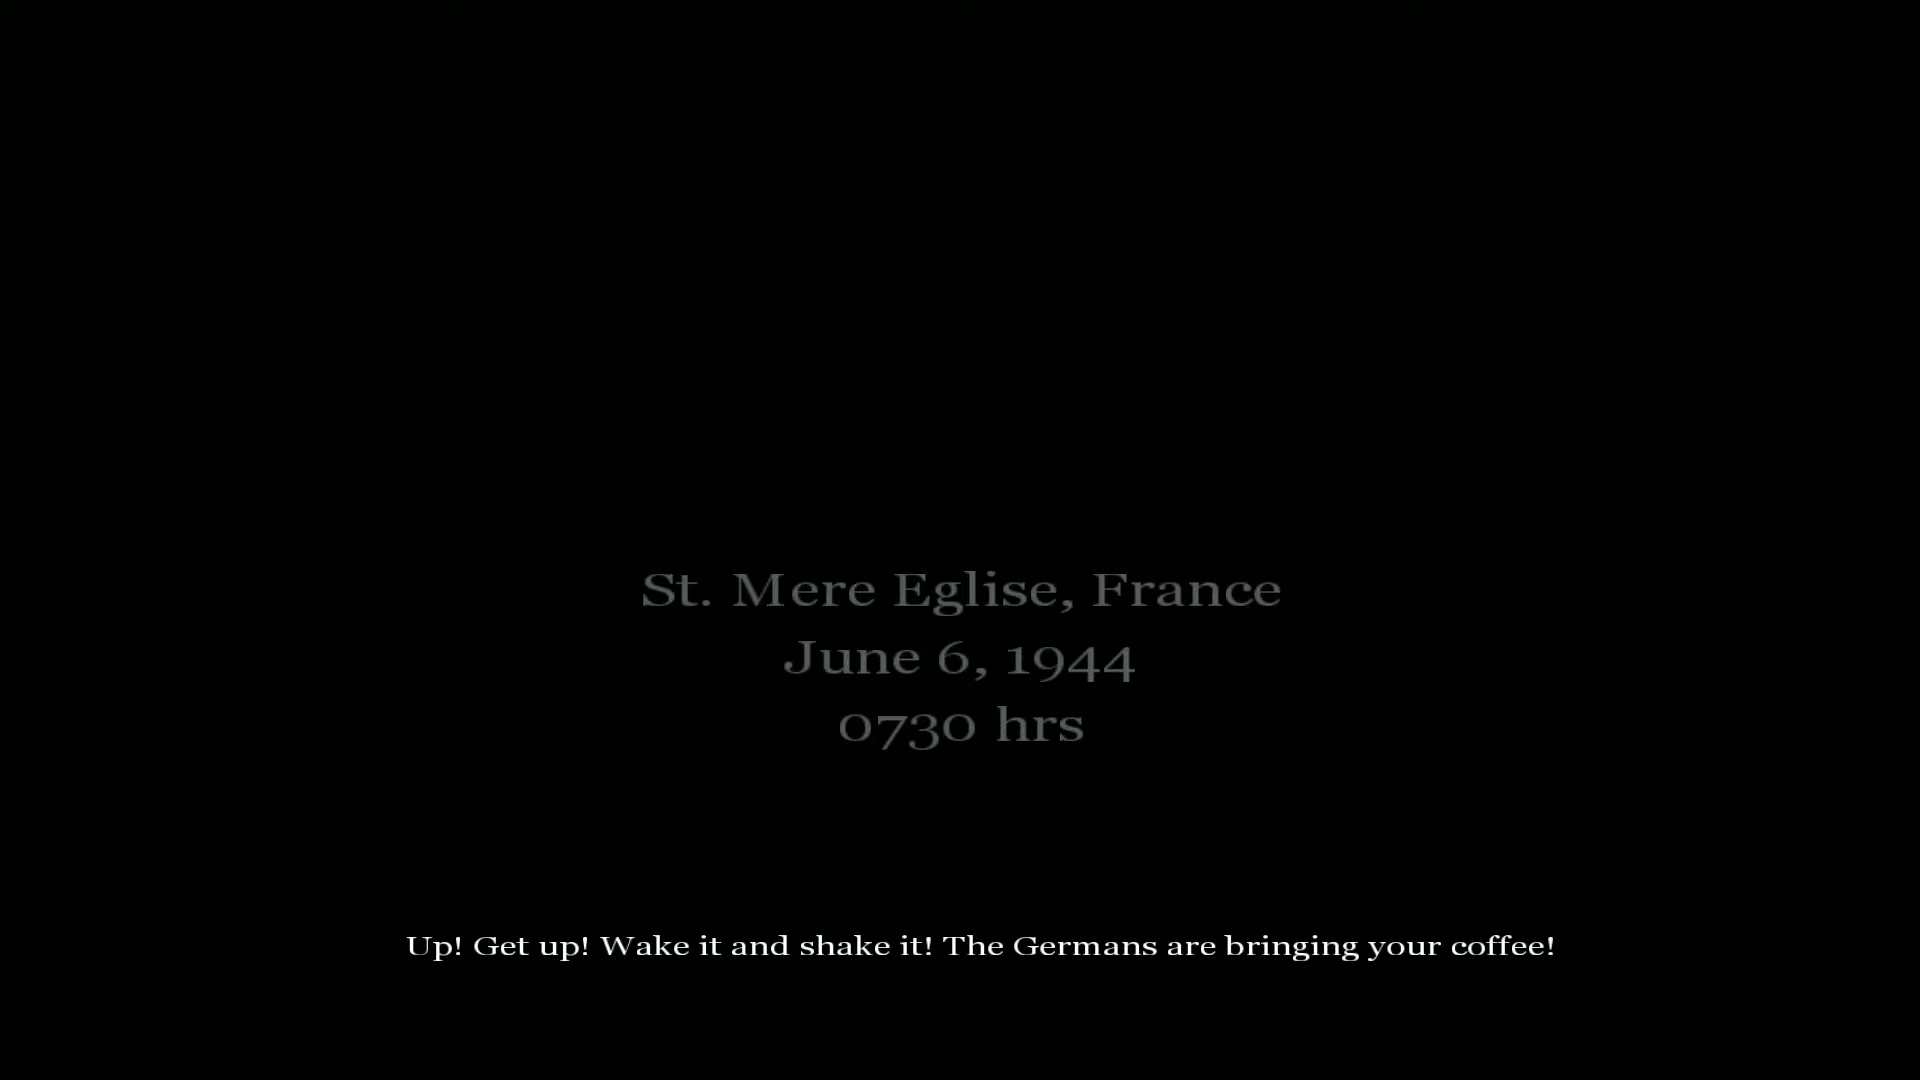 St. Mere Eglise, France
June 6, 1944
0730 hrs
Up! Get up! Wake it and shake it! The Germans are bringing your coffee!